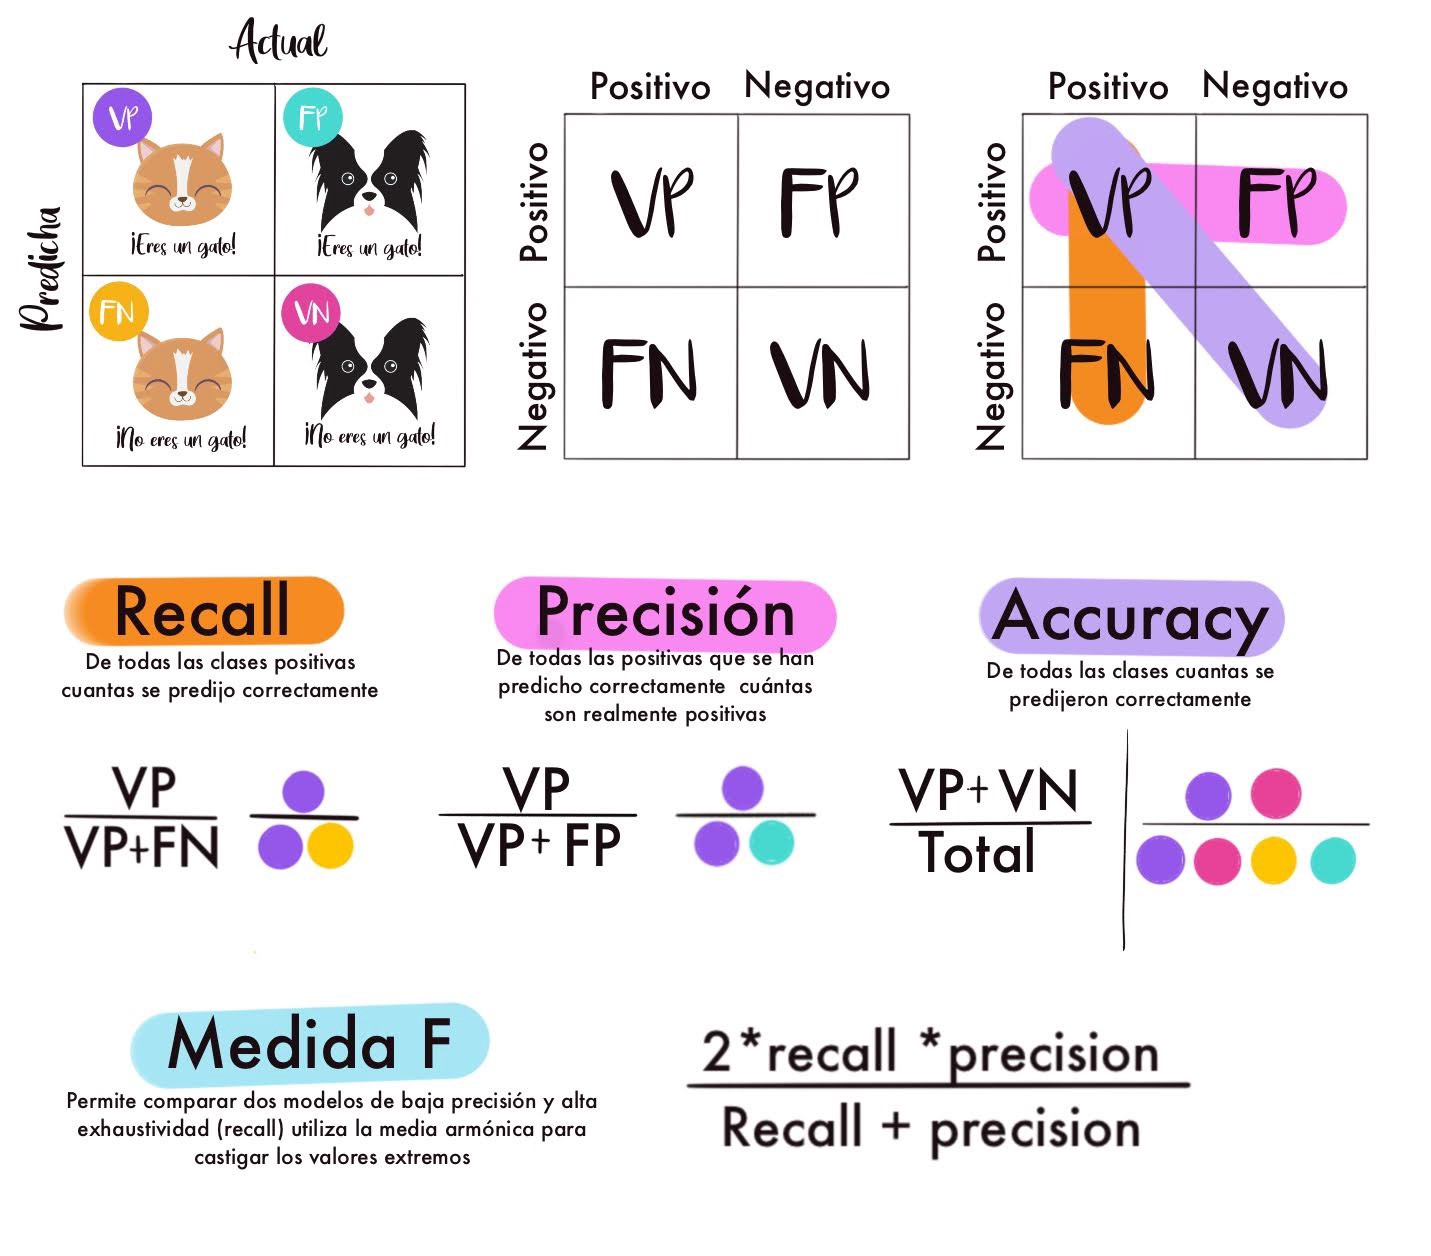 Actual
Predicha
VP
FP
¡Eres un gato!
¡Eres un gato!
FN
VN
¡No eres un gato!
¡No eres un gato!
Positivo Negativo
Positivo
VP FP
Negativo
FN VN
Positivo Negativo
Positivo
VP FP
Negativo
FN VN
Recall
De todas las clases positivas
cuantas se predijo correctamente
VP
VP+FN
Precisión
De todas las positivas que se han
predicho correctamente cuántas
son realmente positivas
VP
VP+ FP
Accuracy
De todas las clases cuantas se
predijeron correctamente
VP+ VN
Total
Medida F
Permite comparar dos modelos de baja precisión y alta
exhaustividad (recall) utiliza la media armónica para
castigar los valores extremos
2*recall *precision
Recall + precision